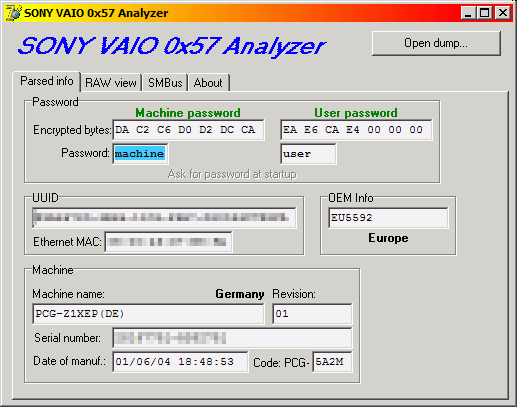 SONY VAIO 0x57 Analyzer
SONY VAIO 0x57 Analyzer
Open dump...
Parsed info RAW view SMBus About
Password
Machine password User password
Encrypted bytes: DA C2 C6 D0 D2 DC CA EA E6 CA E4 00 00 00
Password: machine user
Ask for password at startup
UUID OEM Info
EU5592
Ethernet MAC: Europe
Machine
Machine name: Germany Revision:
PCG-Z1XEP(DE) 01
Serial number:
Date of manuf.: 01/06/04 18:48:53 Code: PCG- 5A2M